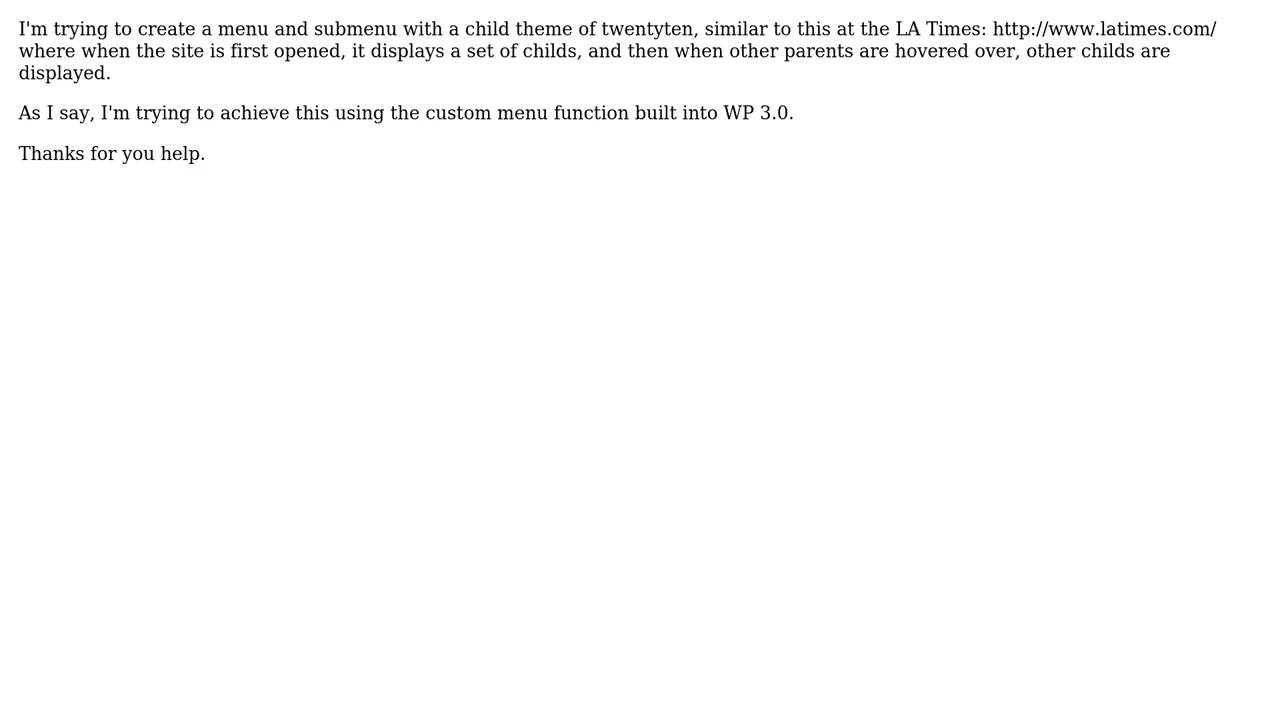 I'm trying to create a menu and submenu with a child theme of twentyten, similar to this at the LA Times: http://www.latimes.com/
where when the site is first opened, it displays a set of childs, and then when other parents are hovered over, other childs are
displayed.
As I say, I'm trying to achieve this using the custom menu function built into WP 3.0.
Thanks for you help.